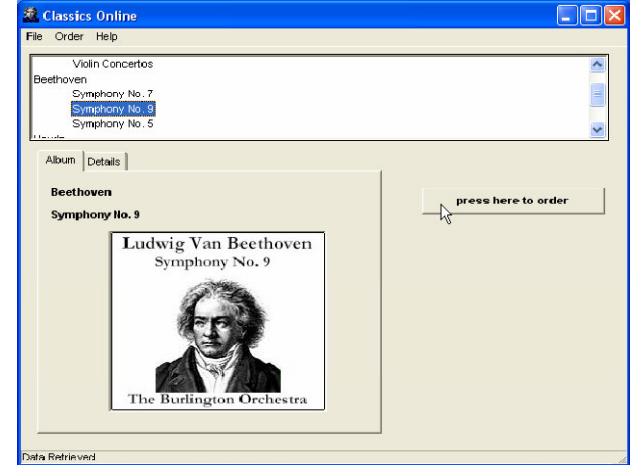 Classics Online
File Order Help
Violin Concertos
Beethoven
Symphony No. 7
Symphony No. 9
Symphony No. 5
Album Details
Beethoven
press here to order
Symphony No. 9
Ludwig Van Beethoven
Symphony No. 9
The Burlington Orchestra
Data Retrieved